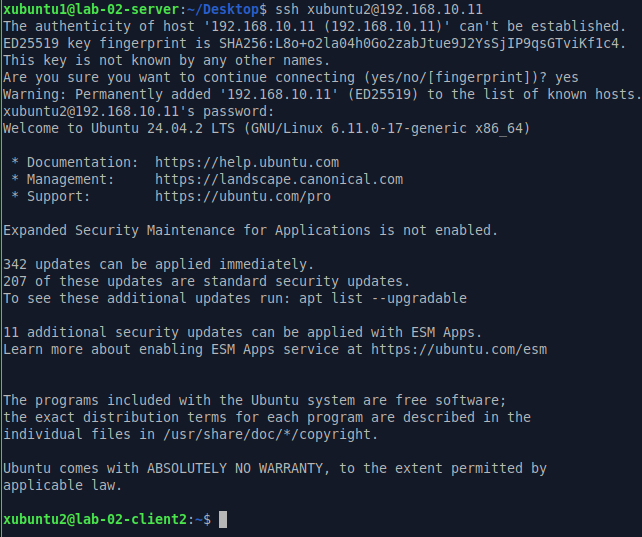 xubuntu1@lab-02-server:~/Desktop$ ssh xubuntu2@192.168.10.11
The authenticity of host '192.168.10.11 (192.168.10.11)' can't be established.
ED25519 key fingerprint is SHA256:L8o+o2la04h0Go2zabJtue9J2YsSjIP9qsGTviKf1c4.
This key is not known by any other names.
Are you sure you want to continue connecting (yes/no/[fingerprint])? yes
Warning: Permanently added '192.168.10.11' (ED25519) to the list of known hosts.
xubuntu2@192.168.10.11's password:
Welcome to Ubuntu 24.04.2 LTS (GNU/Linux 6.11.0-17-generic x86_64)
* Documentation:  https://help.ubuntu.com
* Management:     https://landscape.canonical.com
* Support:        https://ubuntu.com/pro
Expanded Security Maintenance for Applications is not enabled.
342 updates can be applied immediately.
207 of these updates are standard security updates.
To see these additional updates run: apt list --upgradable
11 additional security updates can be applied with ESM Apps.
Learn more about enabling ESM Apps service at https://ubuntu.com/esm
The programs included with the Ubuntu system are free software;
the exact distribution terms for each program are described in the
individual files in /usr/share/doc/*/copyright.
Ubuntu comes with ABSOLUTELY NO WARRANTY, to the extent permitted by
applicable law.
xubuntu2@lab-02-client2:~$